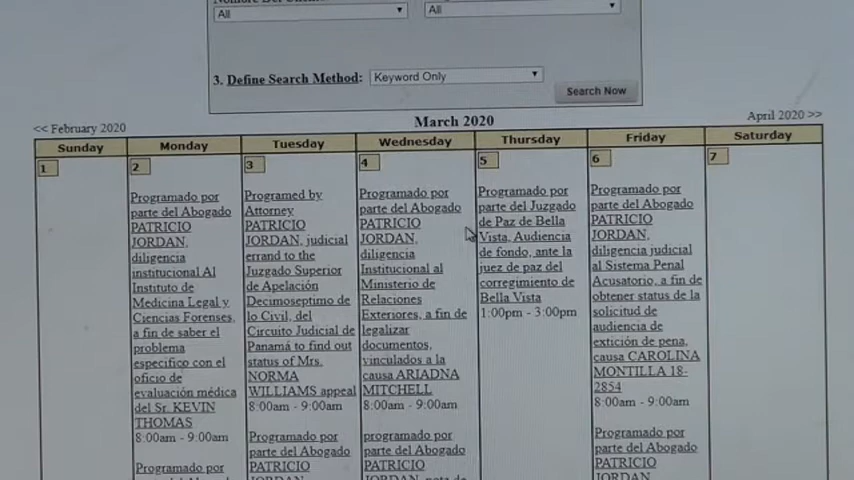 All
All
3. Define Search Method:
Keyword Only
Search Now
<< February 2020
March 2020
April 2020 >>
Sunday
Monday
Tuesday
Wednesday
Thursday
Friday
Saturday
1
2
Programado por
parte del Abogado
PATRICIO
JORDAN,
diligencia
institucional Al
Instituto de
Medicina Legal y
Ciencias Forenses,
a fin de saber el
problema
especifico con el
oficio de
evaluación médica
del Sr. KEVIN
THOMAS
8:00am - 9:00am
Programado por
3
Programed by
Attorney
PATRICIO
JORDAN, judicial
errand to the
Juzgado Superior
de Apelación
Decimoseptimo de
lo Civil, del
Circuito Judicial de
Panamá to find out
status of Mrs.
NORMA
WILLIAMS appeal
8:00am - 9:00am
Programado por
parte del Abogado
PATRICIO
JORDAN
4
Programado por
parte del Abogado
PATRICIO
JORDAN,
diligencia
Institucional al
Ministerio de
Relaciones
Exteriores, a fin de
legalizar
documentos,
vinculados a la
causa ARIADNA
MITCHELL
8:00am - 9:00am
programado por
parte del Abogado
PATRICIO
JORDAN, nota de
5
Programado por
parte del Juzgado
de Paz de Bella
Vista, Audiencia
de fondo, ante la
juez de paz del
corregimiento de
Bella Vista
1:00pm - 3:00pm
6
Programado por
parte del Abogado
PATRICIO
JORDAN,
diligencia judicial
al Sistema Penal
Acusatorio, a fin de
obtener status de la
solicitud de
audiencia de
extición de pena,
causa CAROLINA
MONTILLA 18-
2854
8:00am - 9:00am
Programado por
parte del Abogado
PATRICIO
JORDAN
7